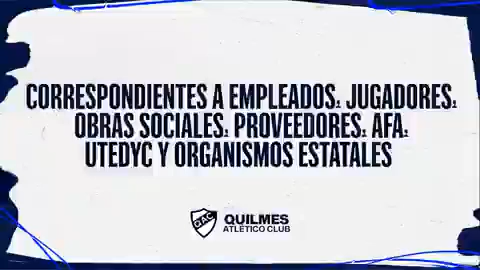 CORRESPONDIENTES A EMPLEADOS, JUGADORES,
OBRAS SOCIALES, PROVEEDORES, AFA,
UTEDYC Y ORGANISMOS ESTATALES
QAC
QUILMES
ATLÉTICO CLUB